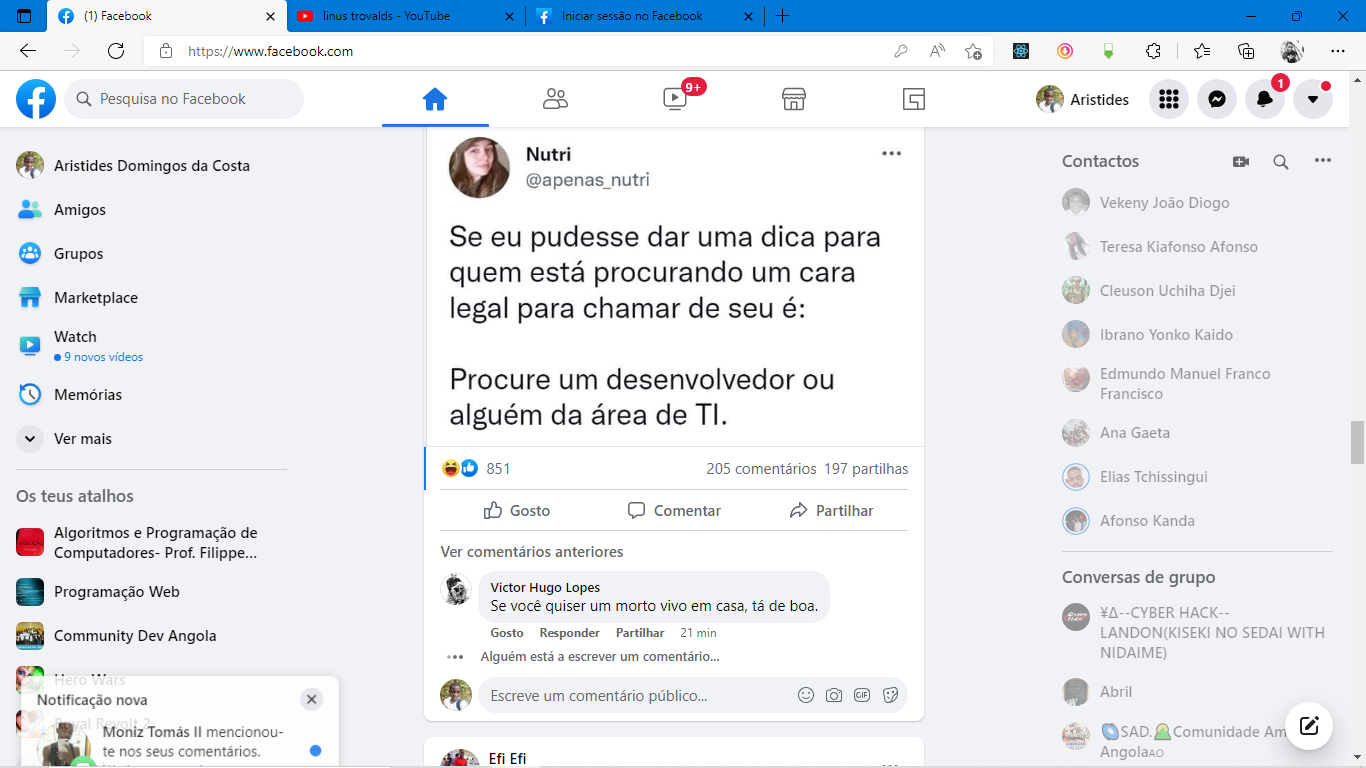 (1) Facebook
linus trovalds - YouTube
Iniciar sessão no Facebook
https://www.facebook.com
Pesquisa no Facebook
9+
Aristides
1
Aristides Domingos da Costa
Amigos
Grupos
Marketplace
Watch
9 novos vídeos
Memórias
Ver mais
Os teus atalhos
Algoritmos e Programação de
Computadores- Prof. Filippe...
Programação Web
Community Dev Angola
Hero Wars
Royal Revolt 2
Notificação nova
Moniz Tomás II mencionou-
te nos seus comentários.
Nutri
@apenas_nutri
Se eu pudesse dar uma dica para
quem está procurando um cara
legal para chamar de seu é:
Procure um desenvolvedor ou
alguém da área de TI.
851
205 comentários 197 partilhas
Gosto
Comentar
Partilhar
Ver comentários anteriores
Victor Hugo Lopes
Se você quiser um morto vivo em casa, tá de boa.
Gosto Responder Partilhar 21 min
Alguém está a escrever um comentário...
Escreve um comentário público...
GIF
Efi Efi
Contactos
Vekeny João Diogo
Teresa Kiafonso Afonso
Cleuson Uchiha Djei
Ibrano Yonko Kaido
Edmundo Manuel Franco
Francisco
Ana Gaeta
Elias Tchissingui
Afonso Kanda
Conversas de grupo
¥Δ--CYBER HACK--
LANDON(KISEKI NO SEDAI WITH
NIDAIME)
Abril
SAD. Comunidade Am
Angola AO